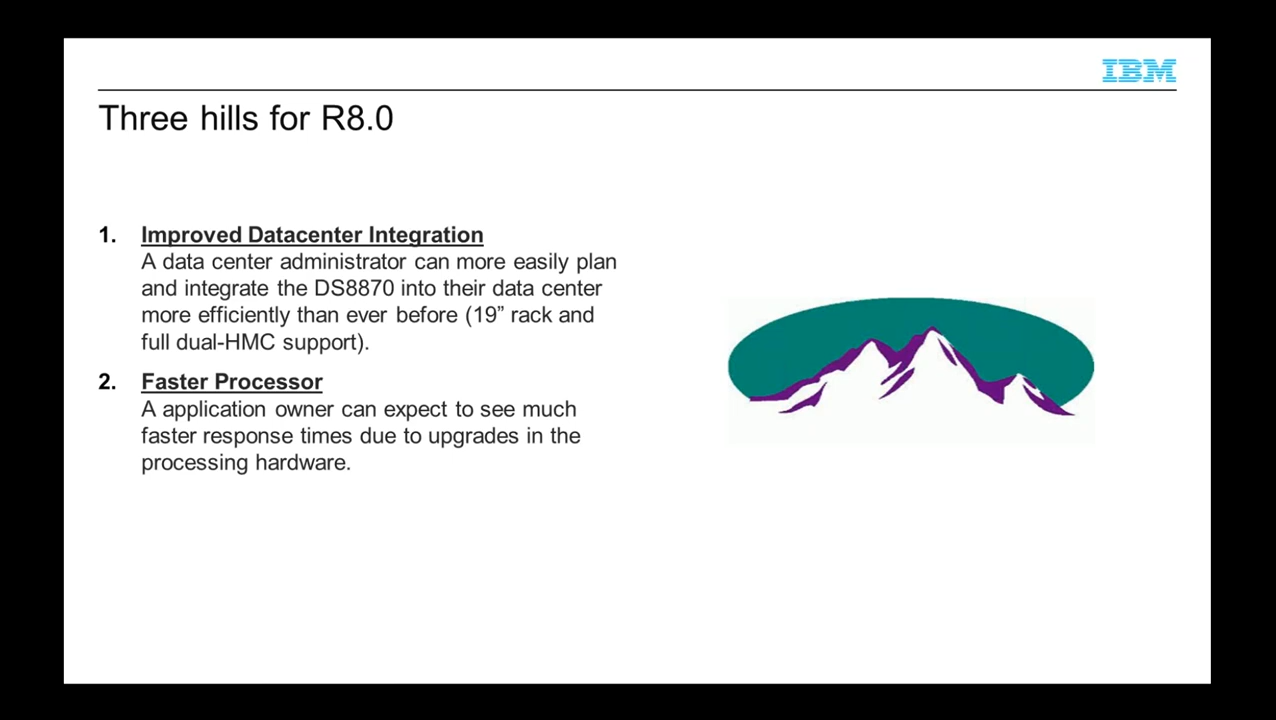 IBM
Three hills for R8.0
1. Improved Datacenter Integration
A data center administrator can more easily plan
and integrate the DS8870 into their data center
more efficiently than ever before (19” rack and
full dual-HMC support).
2. Faster Processor
A application owner can expect to see much
faster response times due to upgrades in the
processing hardware.